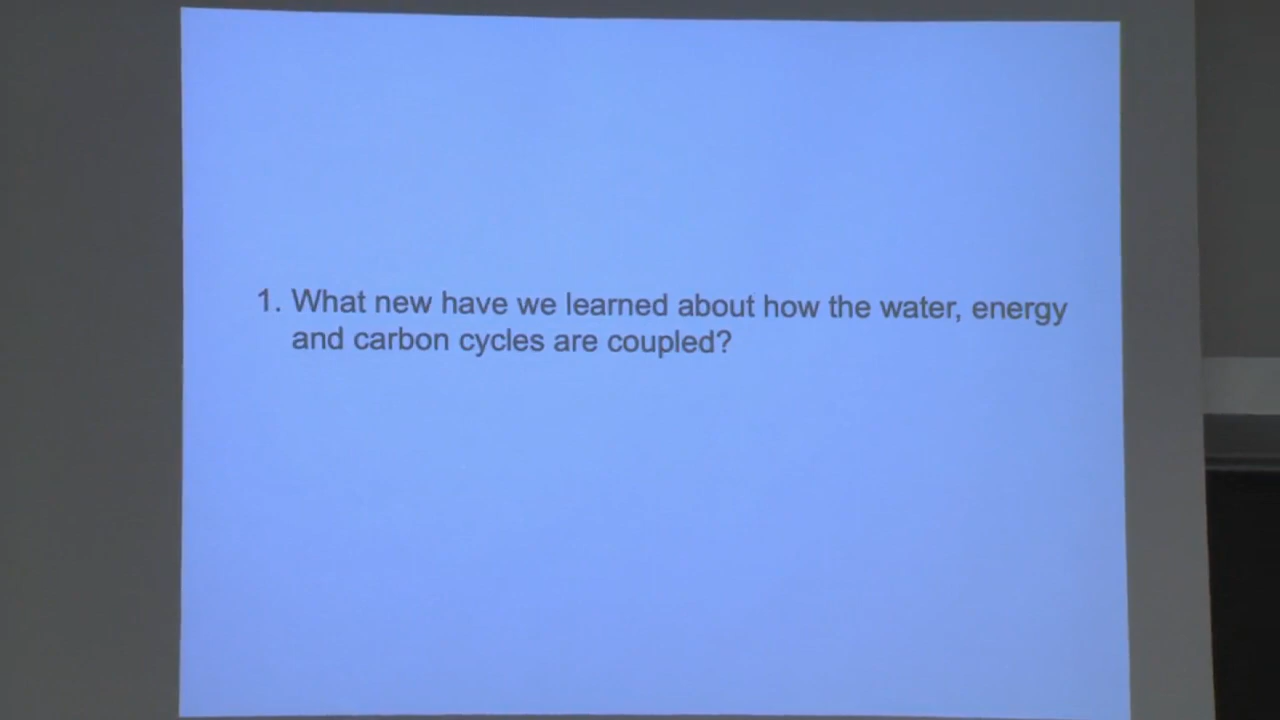 1. What new have we learned about how the water, energy
and carbon cycles are coupled?